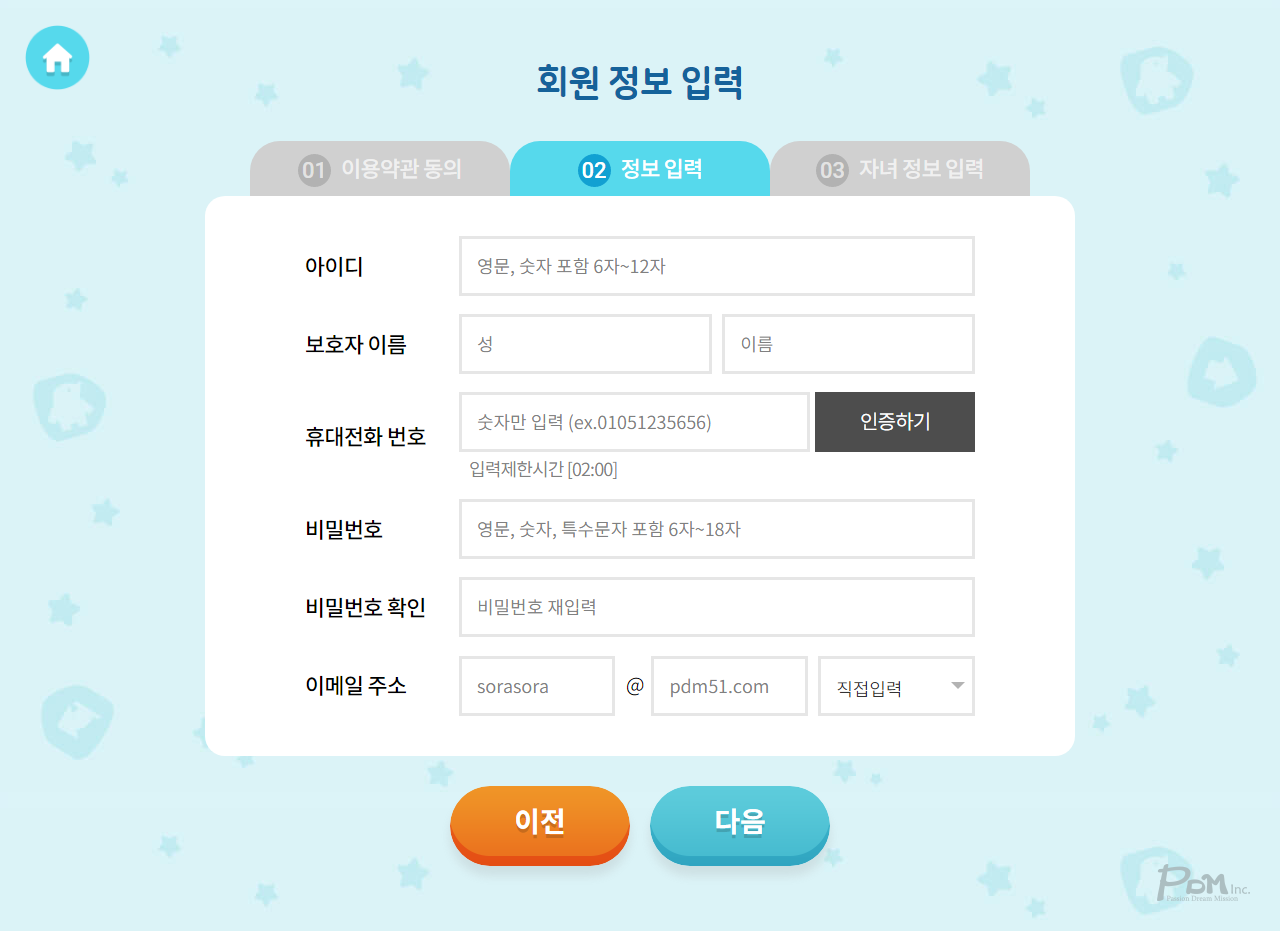 회원 정보 입력
01 이용약관 동의
02 정보 입력
03 자녀 정보 입력
아이디
영문, 숫자 포함 6자~12자
보호자 이름
성
이름
휴대전화 번호
숫자만 입력 (ex.01051235656)
인증하기
입력제한시간 [02:00]
비밀번호
영문, 숫자, 특수문자 포함 6자~18자
비밀번호 확인
비밀번호 재입력
이메일 주소
sorasora
@
pdm51.com
직접입력
이전
다음
PDM Inc.
Passion Dream Mission